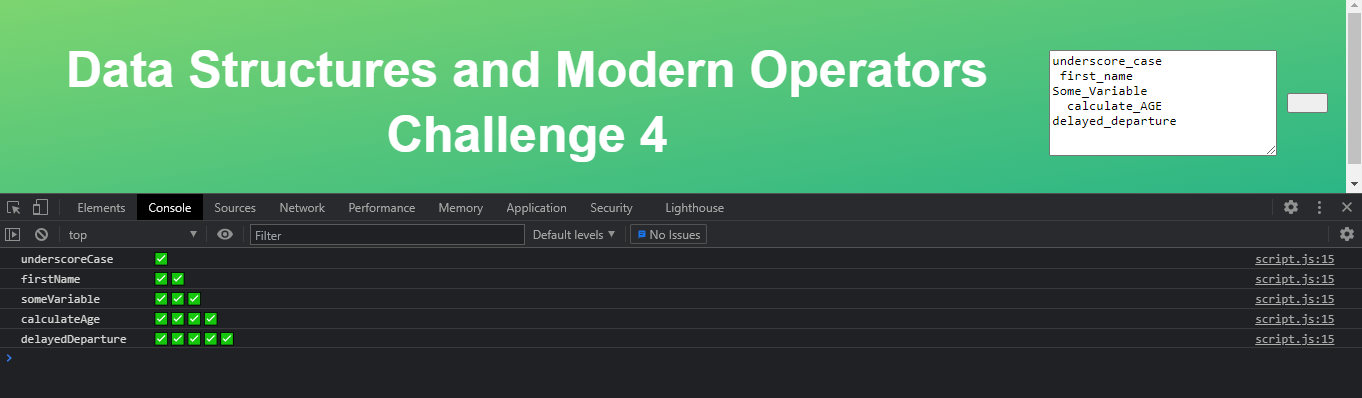 Data Structures and Modern Operators
Challenge 4
underscore_case
 first_name
Some_Variable
  calculate_AGE
delayed_departure
Elements Console Sources Network Performance Memory Application Security Lighthouse
top Filter Default levels No Issues
underscoreCase ✅ script.js:15
firstName ✅✅ script.js:15
someVariable ✅✅✅ script.js:15
calculateAge ✅✅✅✅ script.js:15
delayedDeparture ✅✅✅✅✅ script.js:15